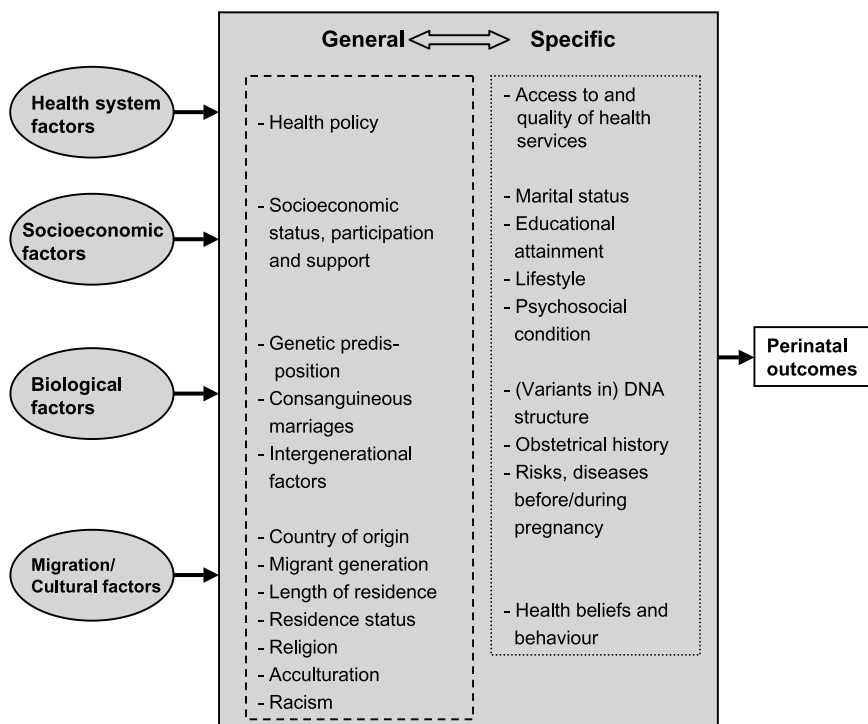 General
Specific
Health system
factors
- Health policy
- Access to and
quality of health
services
Socioeconomic
factors
- Socioeconomic
status, participation
and support
- Marital status
- Educational
attainment
- Lifestyle
- Psychosocial
condition
Biological
factors
- Genetic predis-
position
- Consanguineous
marriages
- Intergenerational
factors
- (Variants in) DNA
structure
- Obstetrical history
- Risks, diseases
before/during
pregnancy
Migration/
Cultural factors
- Country of origin
- Migrant generation
- Length of residence
- Residence status
- Religion
- Acculturation
- Racism
- Health beliefs and
behaviour
Perinatal
outcomes